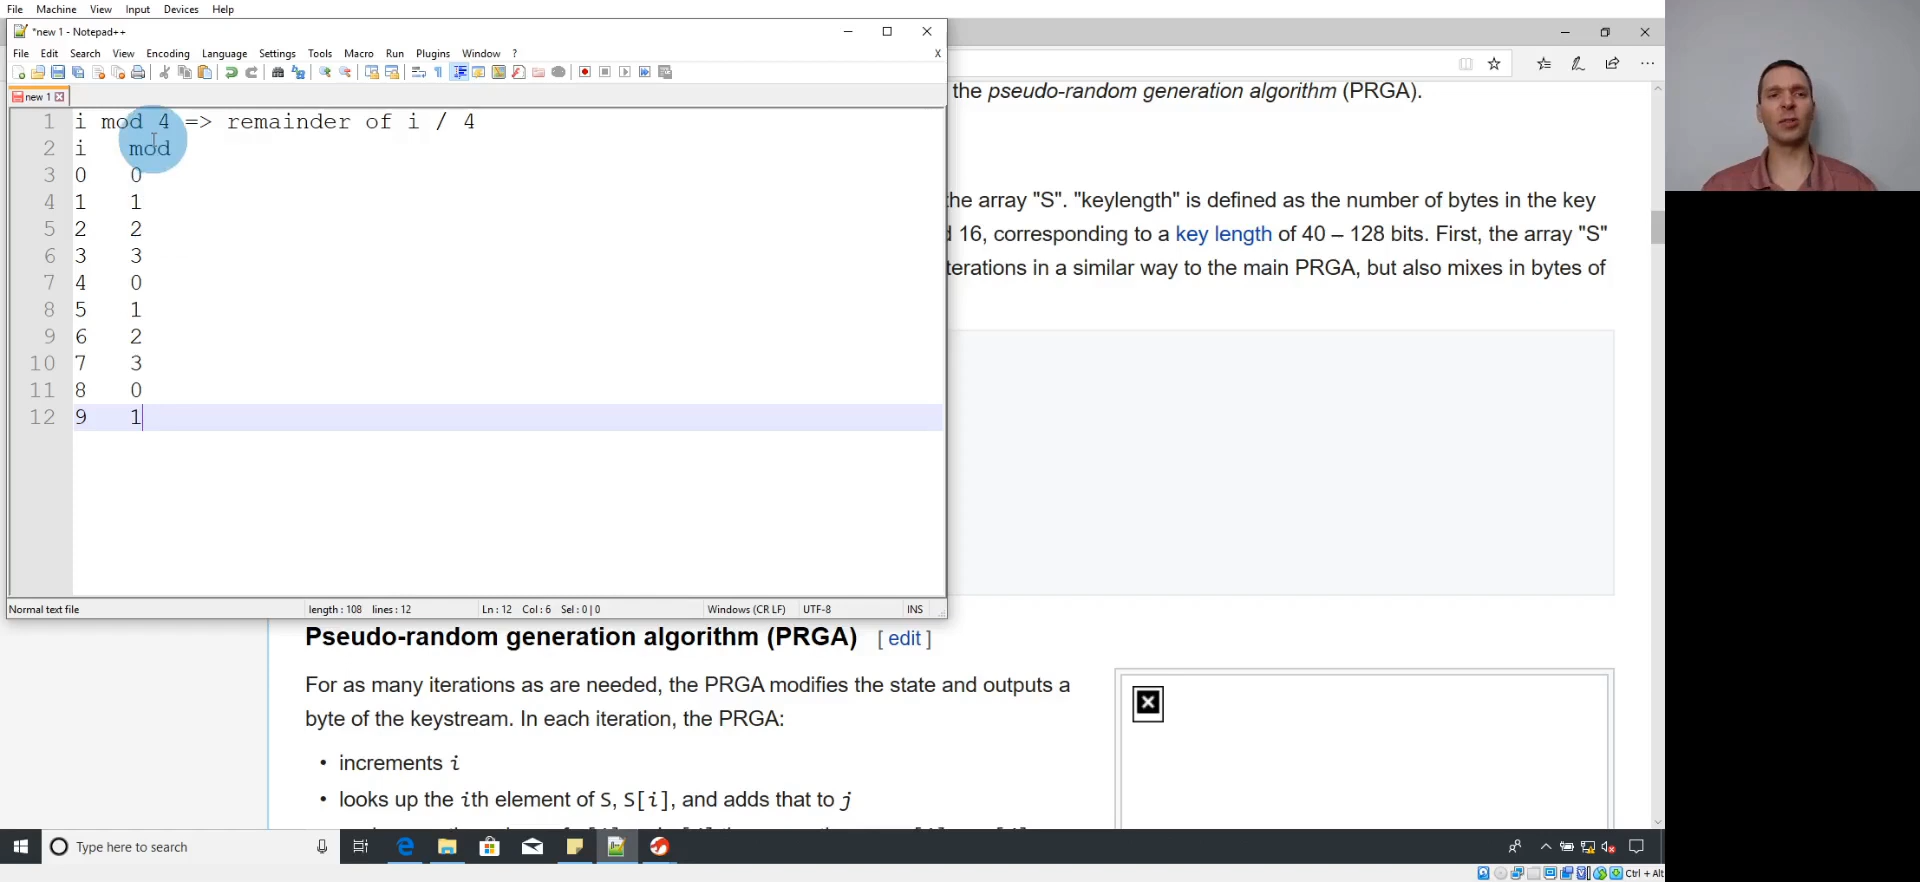 File Machine View Input Devices Help
*new 1 - Notepad++
File Edit Search View Encoding Language Settings Tools Macro Run Plugins Window ? X
new 1
1 i mod 4 => remainder of i / 4
2 i mod
3 0 0
4 1 1
5 2 2
6 3 3
7 4 0
8 5 1
9 6 2
10 7 3
11 8 0
12 9 1
Normal text file length : 108 lines : 12 Ln : 12 Col : 6 Sel : 0 | 0 Windows (CR LF) UTF-8 INS
the pseudo-random generation algorithm (PRGA).
the array "S". "keylength" is defined as the number of bytes in the key
16, corresponding to a key length of 40 – 128 bits. First, the array "S"
terations in a similar way to the main PRGA, but also mixes in bytes of
Pseudo-random generation algorithm (PRGA) [ edit ]
For as many iterations as are needed, the PRGA modifies the state and outputs a
byte of the keystream. In each iteration, the PRGA:
• increments i
• looks up the ith element of S, S[i], and adds that to j
Type here to search
Ctrl + Alt